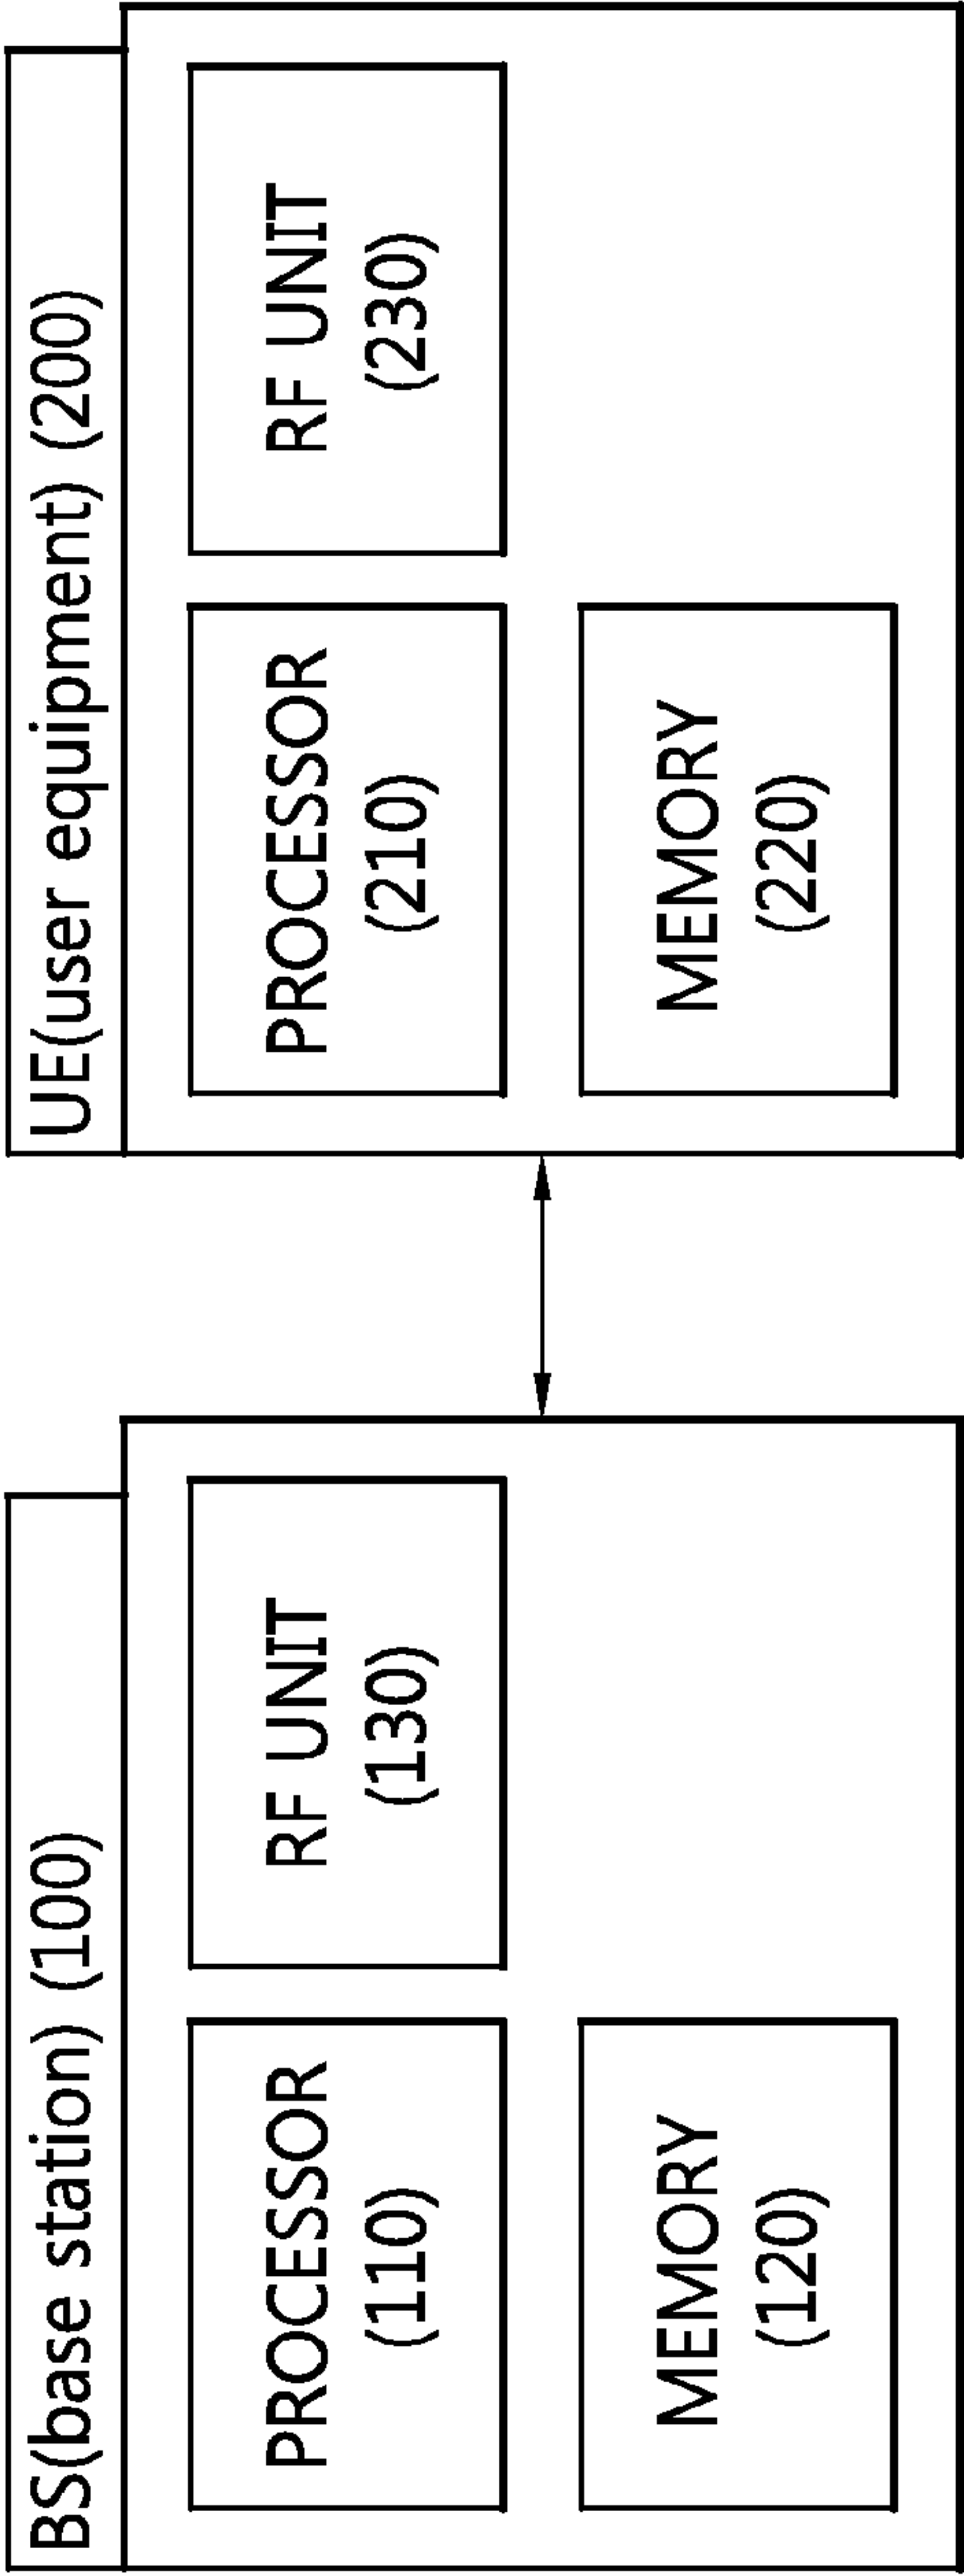 BS(base station) (100)
PROCESSOR
(110)
RF UNIT
(130)
MEMORY
(120)
UE(user equipment) (200)
PROCESSOR
(210)
RF UNIT
(230)
MEMORY
(220)